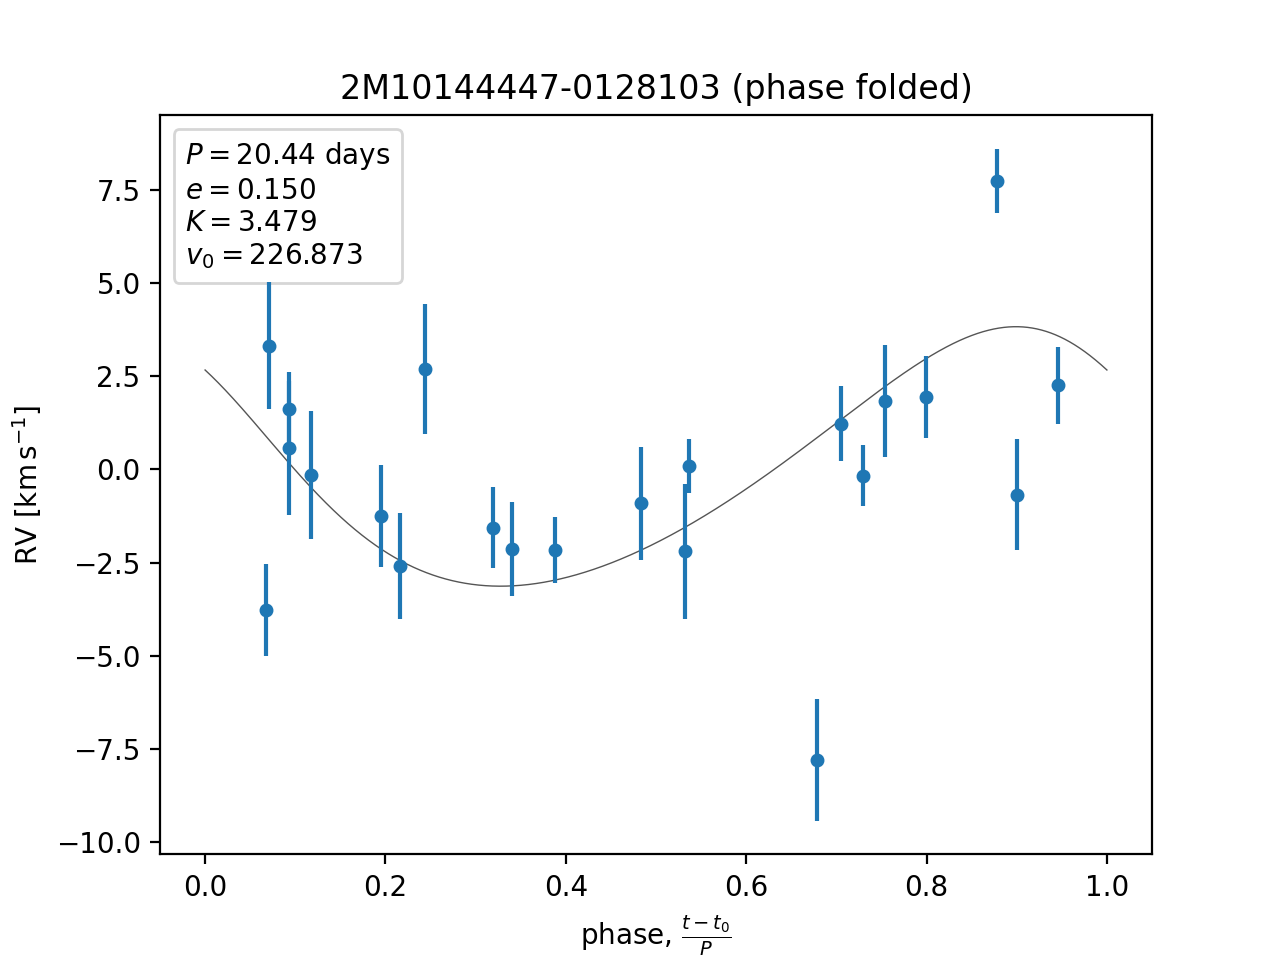 2M10144447-0128103 (phase folded)
P = 20.44 days
e = 0.150
K = 3.479
v₀ = 226.873
7.5
5.0
2.5
0.0
−2.5
−5.0
−7.5
−10.0
RV [km s⁻¹]
0.0 0.2 0.4 0.6 0.8 1.0
phase, (t − t₀)/P